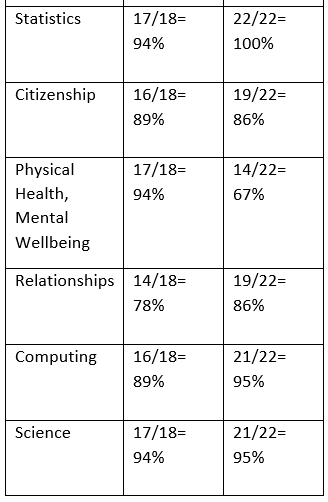 Statistics 17/18= 22/22=
94% 100%
Citizenship 16/18= 19/22=
89% 86%
Physical 17/18= 14/22=
Health, 94% 67%
Mental
Wellbeing
Relationships 14/18= 19/22=
78% 86%
Computing 16/18= 21/22=
89% 95%
Science 17/18= 21/22=
94% 95%